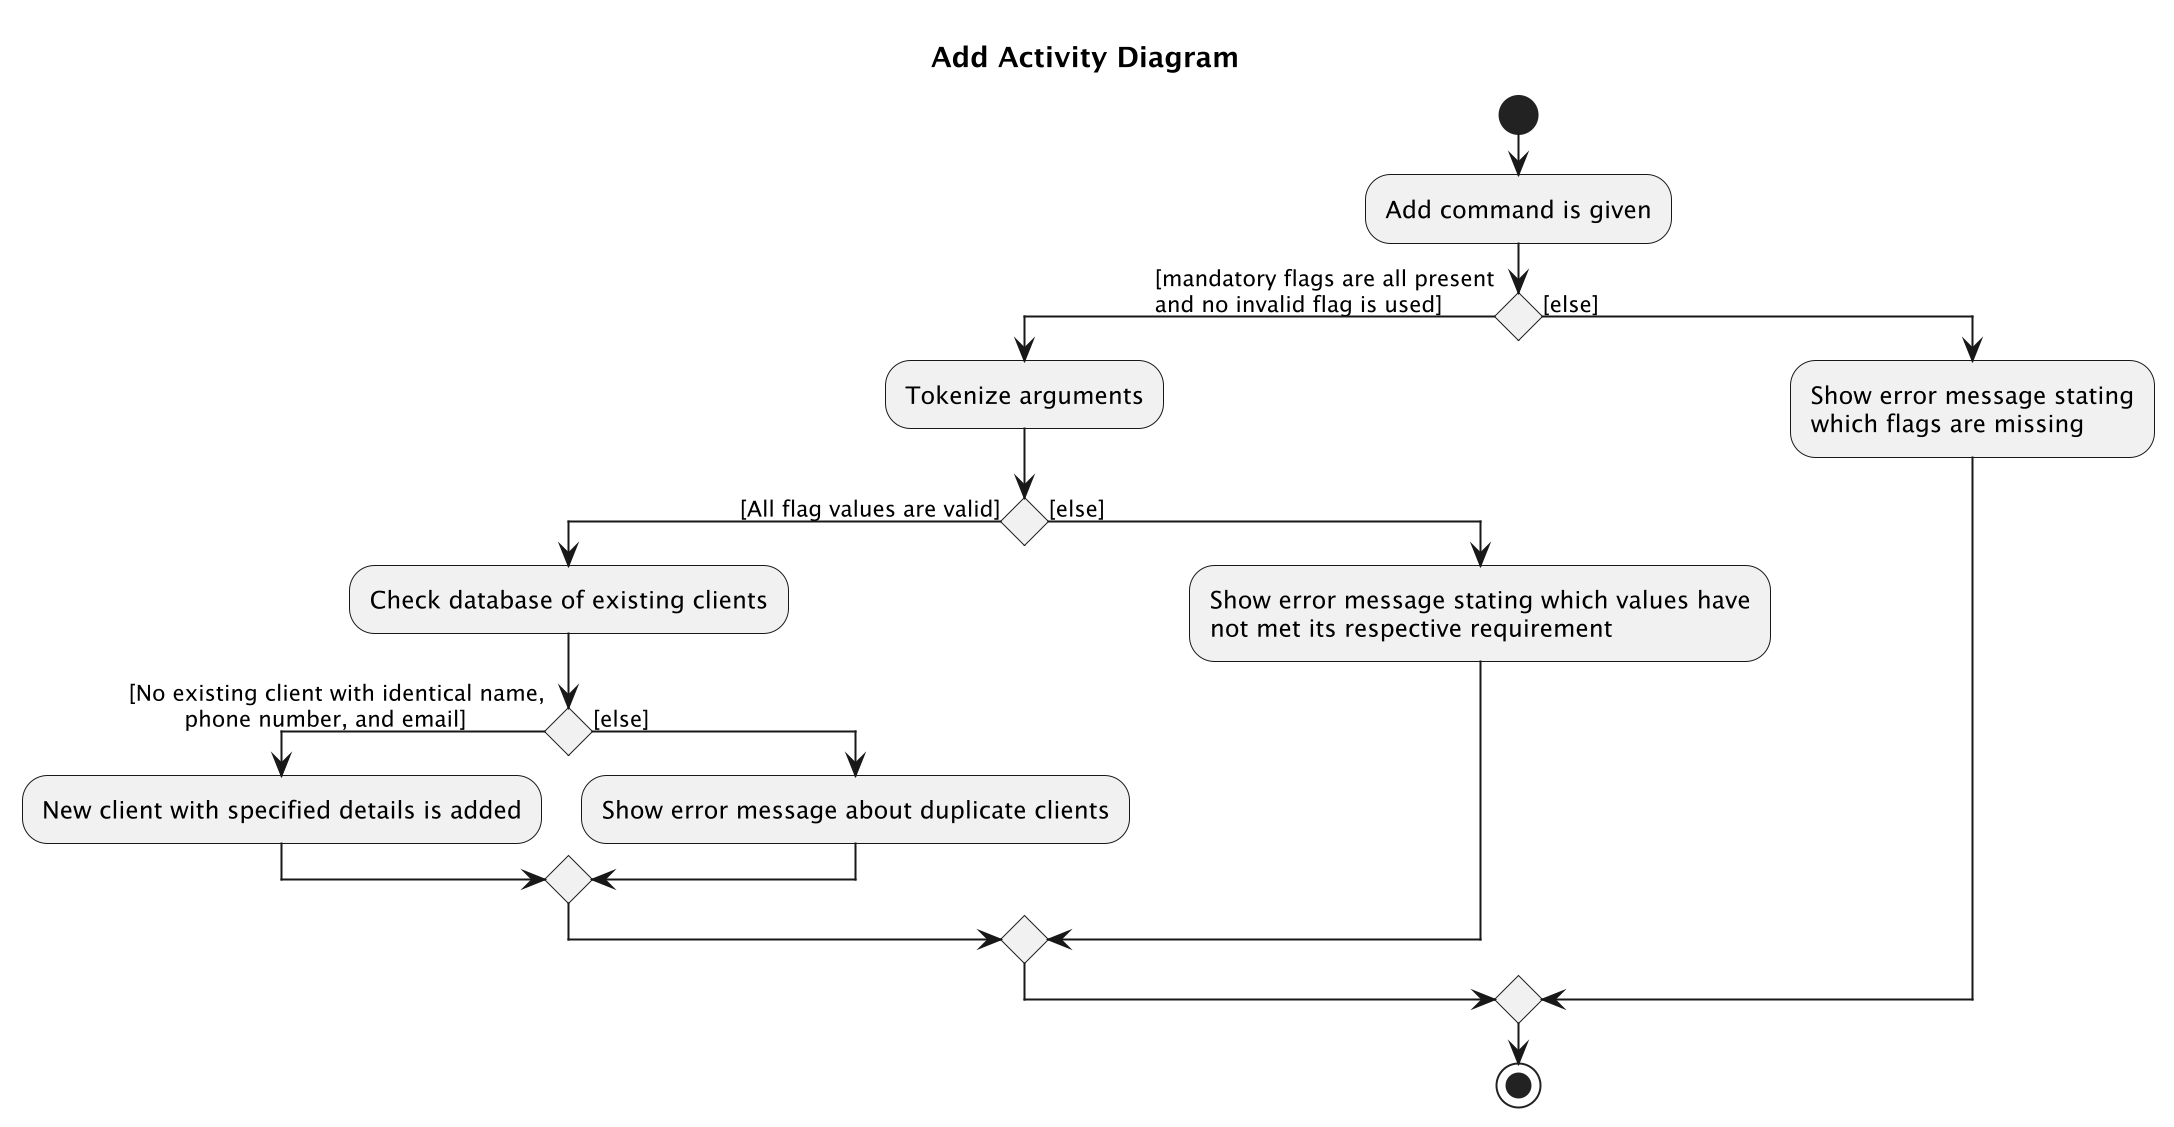 Add Activity Diagram
Add command is given
[mandatory flags are all present
and no invalid flag is used]
[else]
Tokenize arguments
Show error message stating
which flags are missing
[All flag values are valid]
[else]
Check database of existing clients
Show error message stating which values have
not met its respective requirement
[No existing client with identical name,
phone number, and email]
[else]
New client with specified details is added
Show error message about duplicate clients